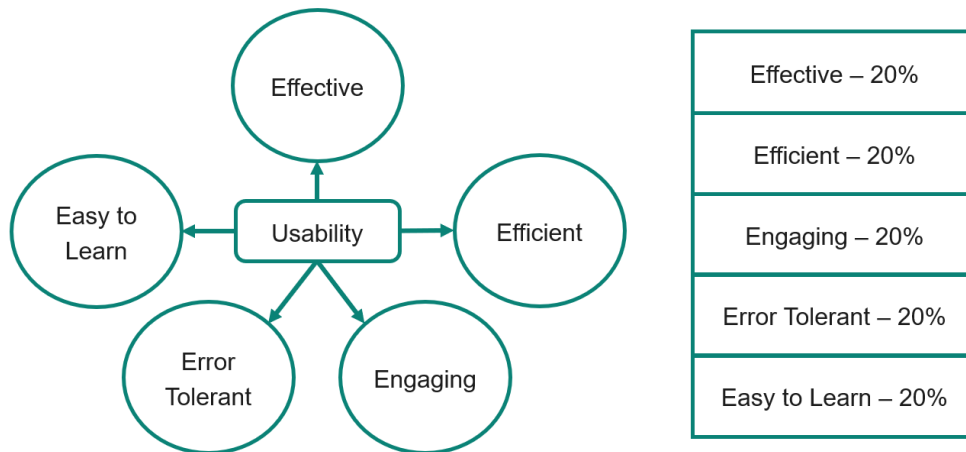 Effective
Easy to
Learn
Usability
Efficient
Error
Tolerant
Engaging
Effective – 20%
Efficient – 20%
Engaging – 20%
Error Tolerant – 20%
Easy to Learn – 20%